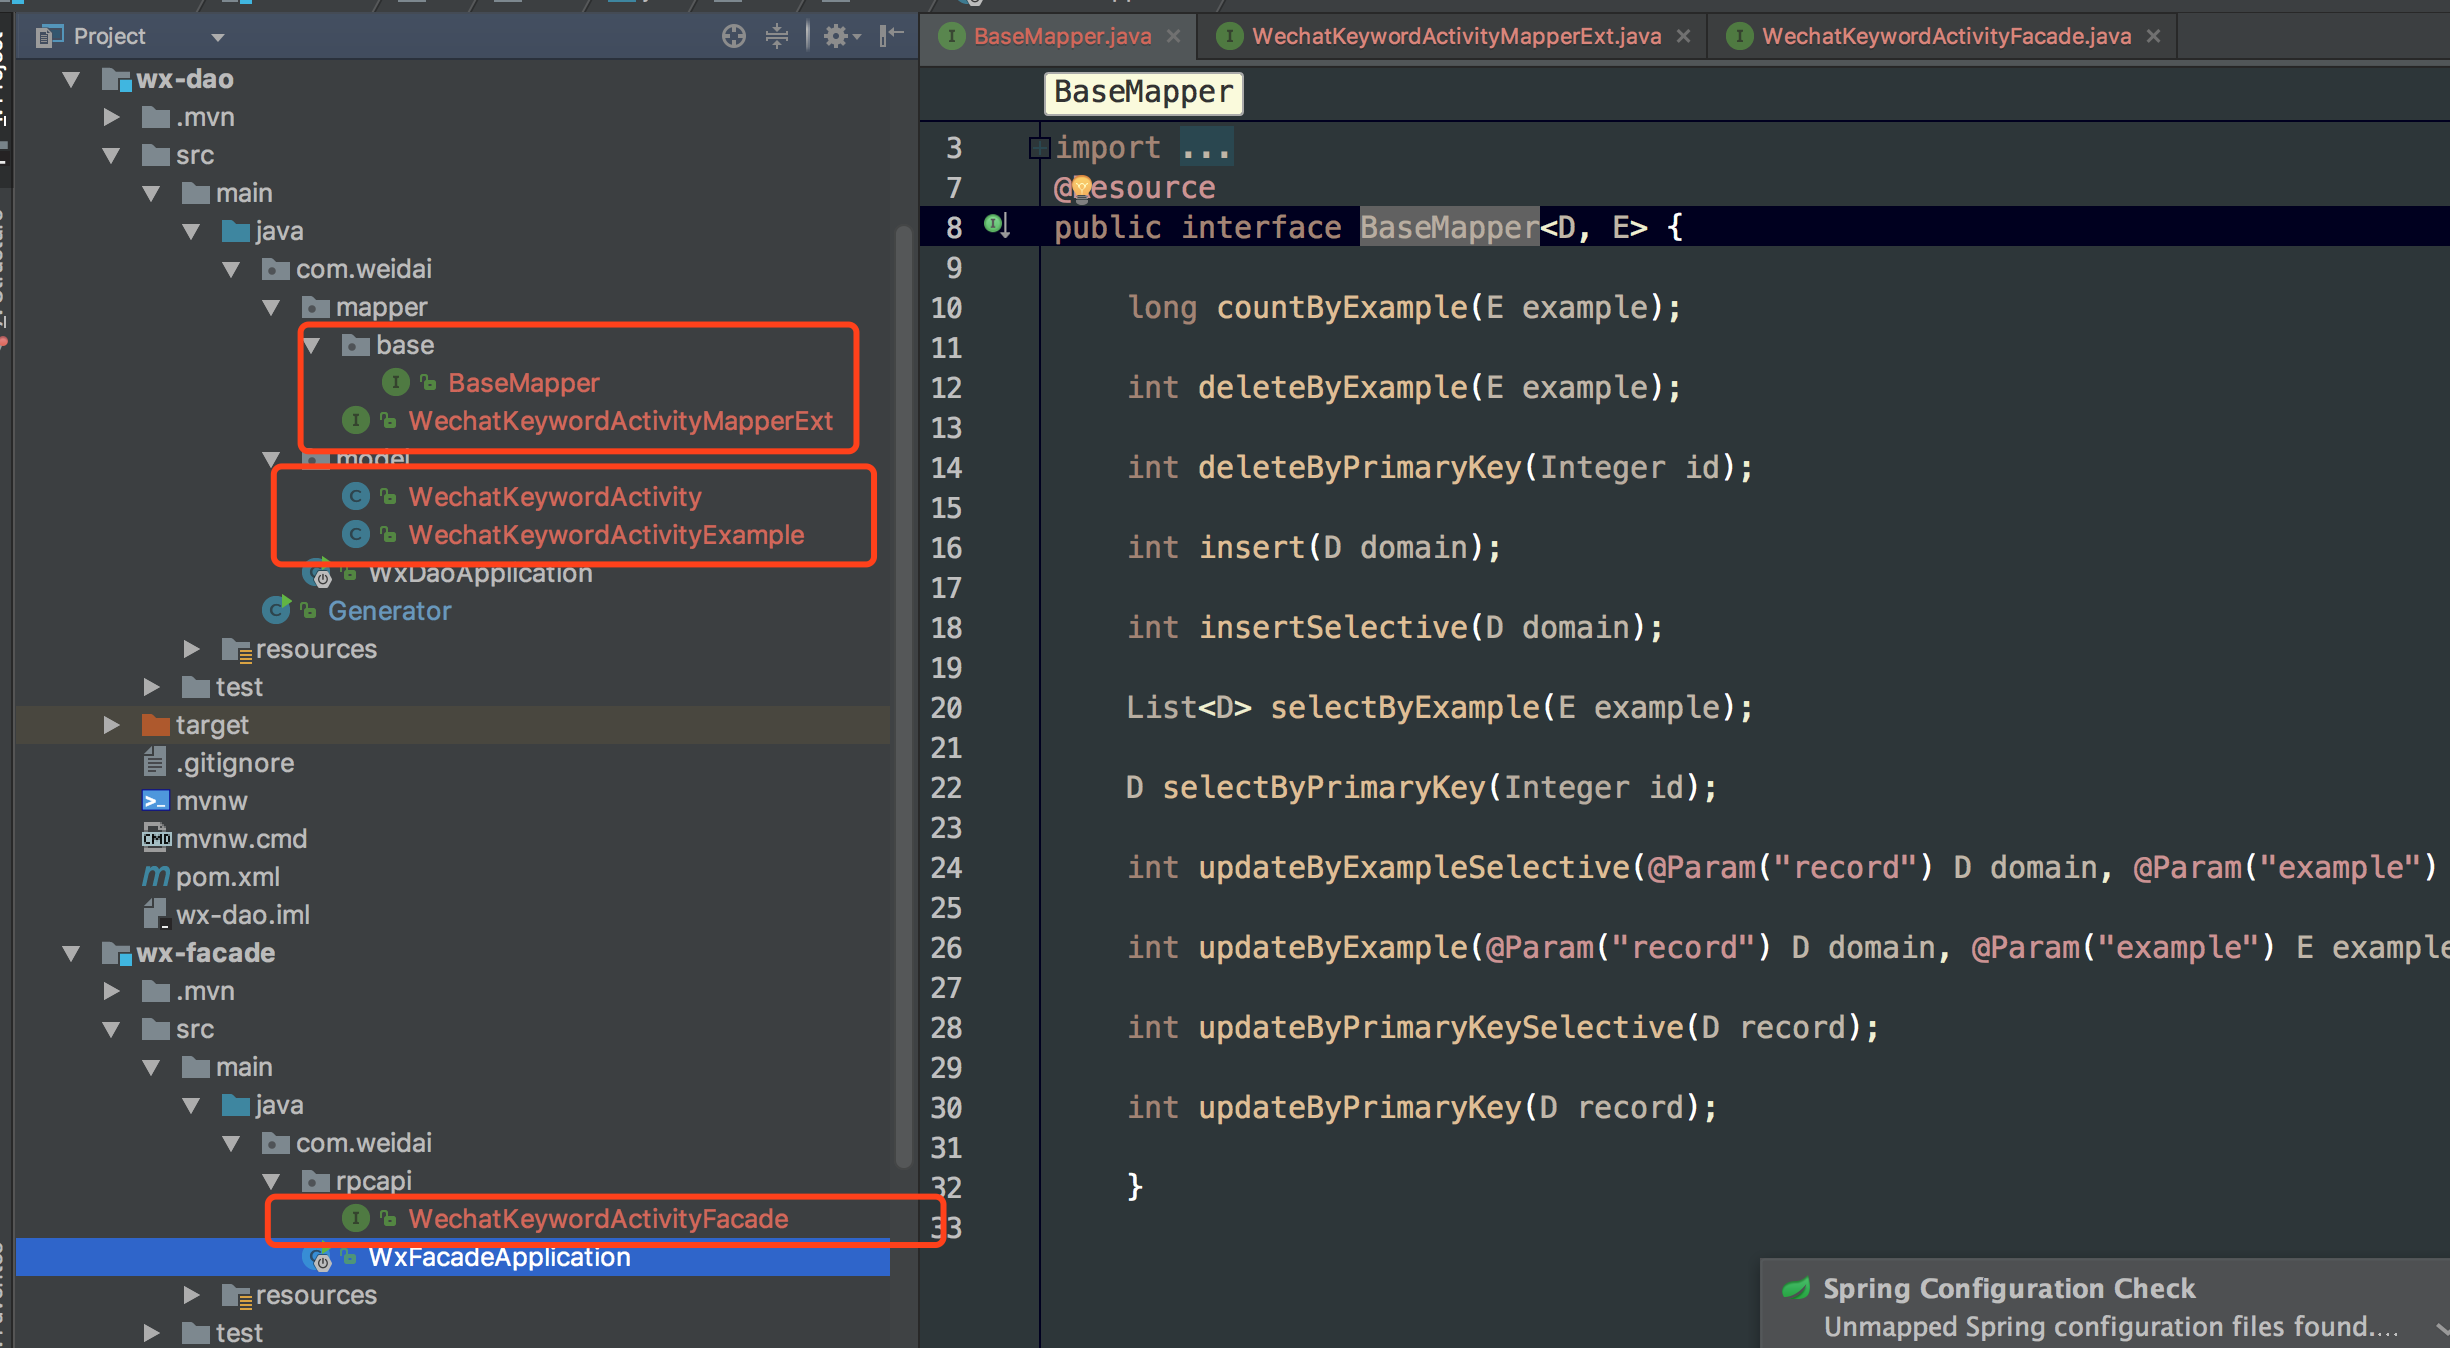 Project
BaseMapper.java
WechatKeywordActivityMapperExt.java
WechatKeywordActivityFacade.java
wx-dao
.mvn
src
main
java
com.weidai
mapper
base
BaseMapper
WechatKeywordActivityMapperExt
model
WechatKeywordActivity
WechatKeywordActivityExample
WxDaoApplication
Generator
resources
test
target
.gitignore
mvnw
mvnw.cmd
pom.xml
wx-dao.iml
wx-facade
.mvn
src
main
java
com.weidai
rpcapi
WechatKeywordActivityFacade
WxFacadeApplication
resources
test
BaseMapper
3 import ...
7 @Resource
8 public interface BaseMapper<D, E> {
9
10 long countByExample(E example);
11
12 int deleteByExample(E example);
13
14 int deleteByPrimaryKey(Integer id);
15
16 int insert(D domain);
17
18 int insertSelective(D domain);
19
20 List<D> selectByExample(E example);
21
22 D selectByPrimaryKey(Integer id);
23
24 int updateByExampleSelective(@Param("record") D domain, @Param("example")
25
26 int updateByExample(@Param("record") D domain, @Param("example") E example
27
28 int updateByPrimaryKeySelective(D record);
29
30 int updateByPrimaryKey(D record);
31
32 }
33
Spring Configuration Check
Unmapped Spring configuration files found....